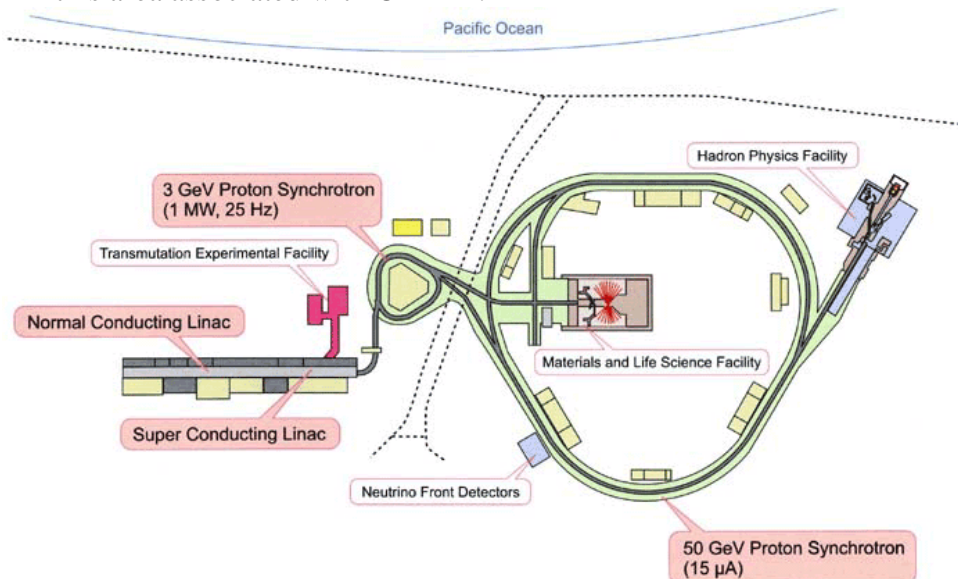 Pacific Ocean
Hadron Physics Facility
3 GeV Proton Synchrotron
(1 MW, 25 Hz)
Transmutation Experimental Facility
Normal Conducting Linac
Materials and Life Science Facility
Super Conducting Linac
Neutrino Front Detectors
50 GeV Proton Synchrotron
(15 µA)